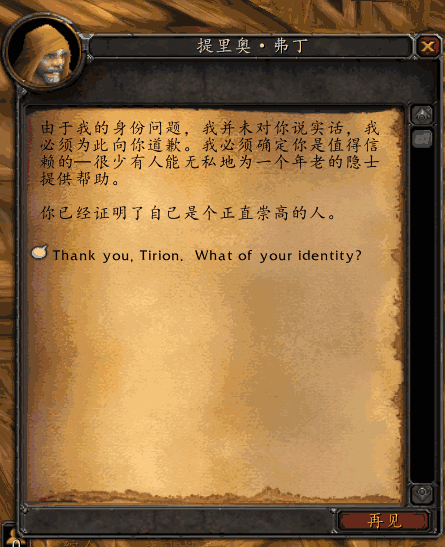 提里奥·弗丁
由于我的身份问题，我并未对你说实话，我
必须为此向你道歉。我必须确定你是值得信
赖的—很少有人能无私地为一个年老的隐士
提供帮助。
你已经证明了自己是个正直崇高的人。
Thank you, Tirion. What of your identity?
再见